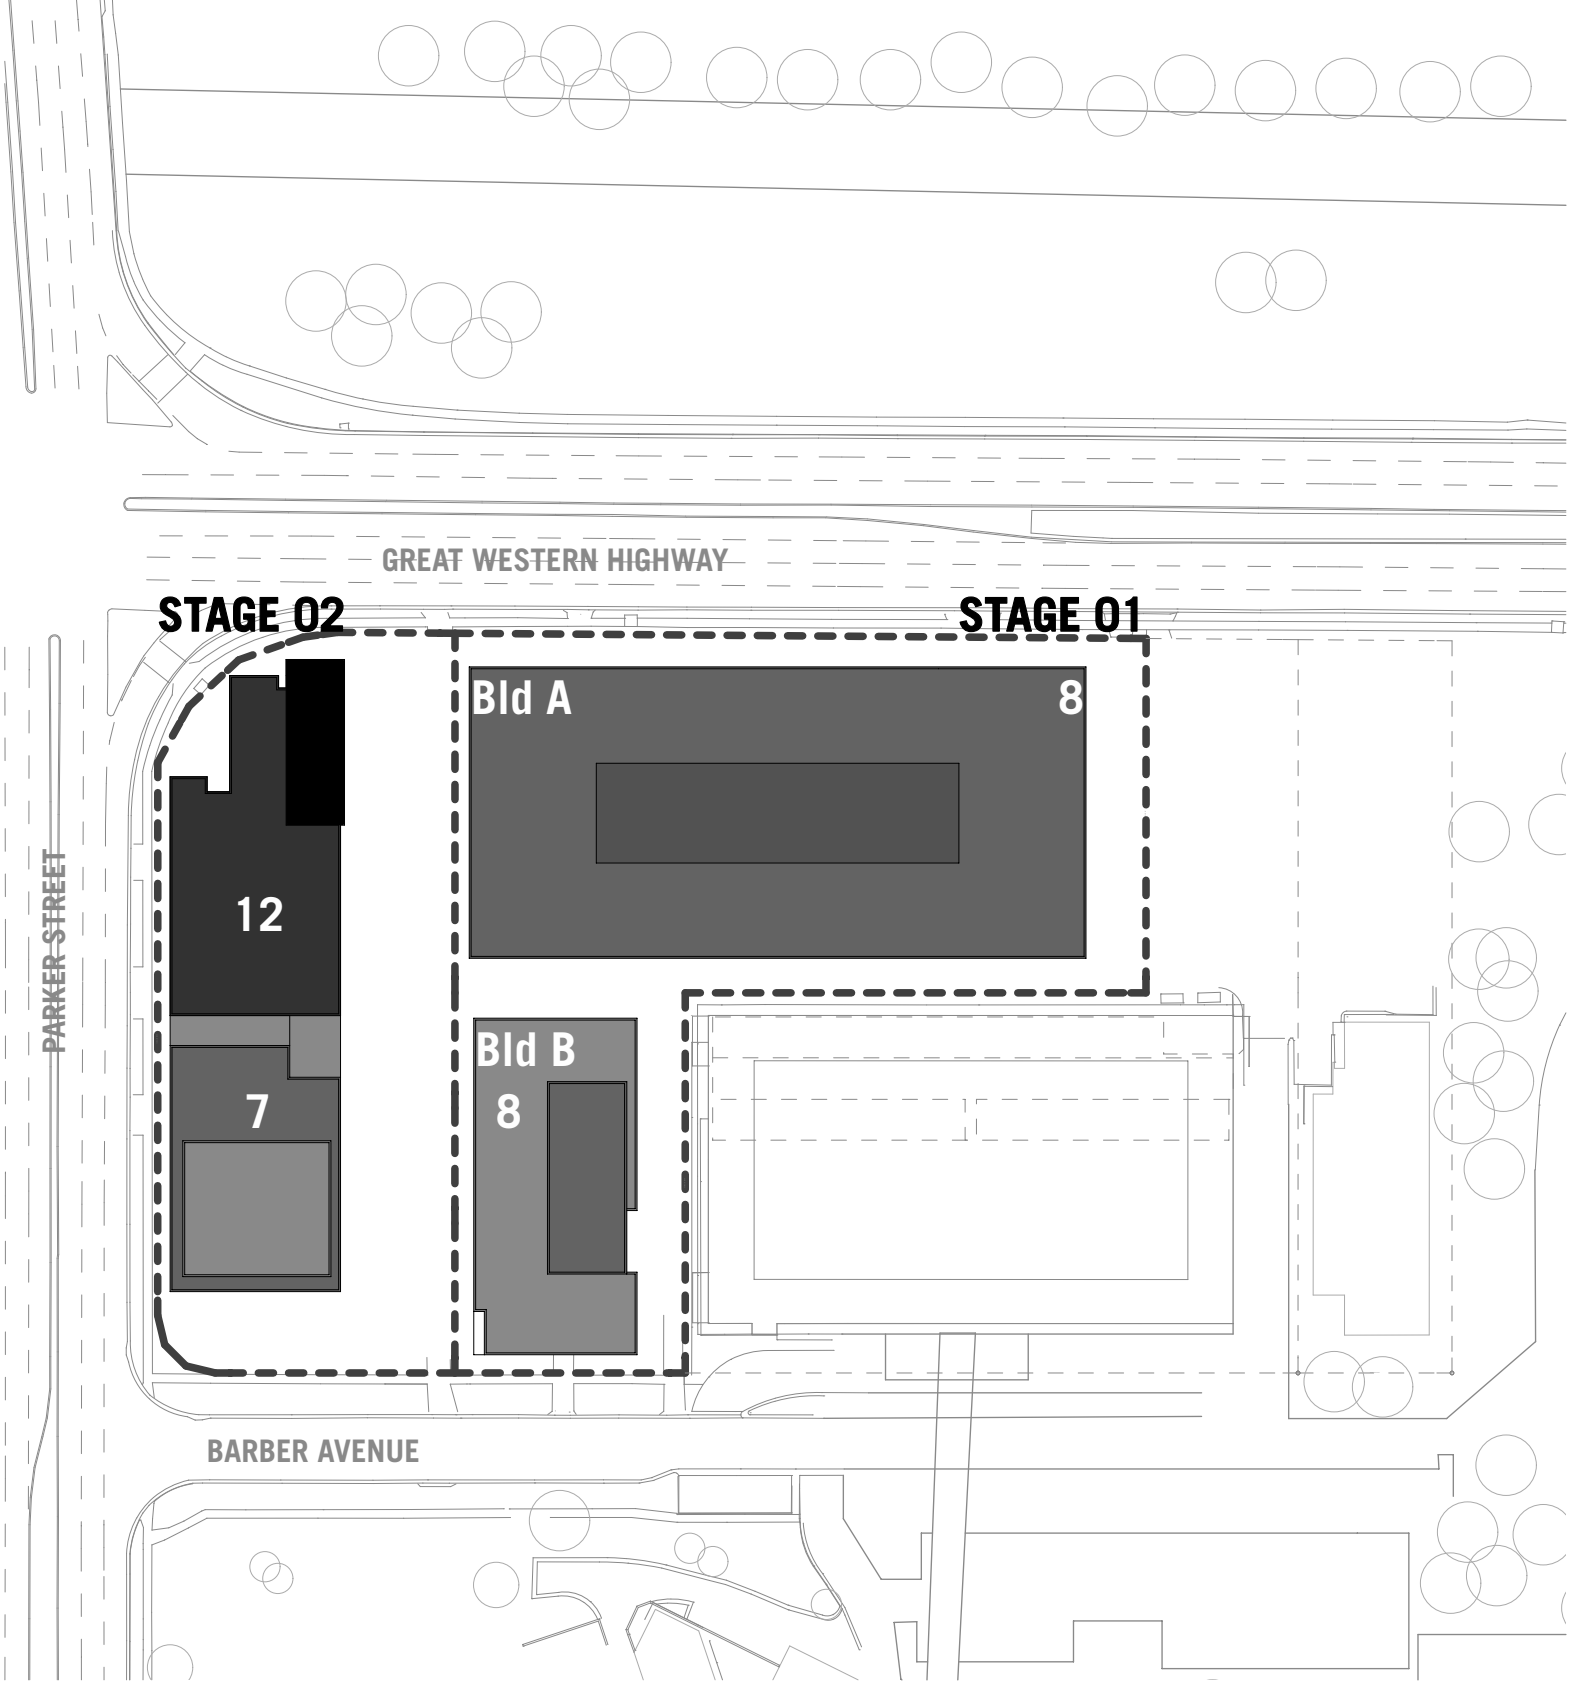 GREAT WESTERN HIGHWAY
STAGE 02
STAGE 01
Bld A
8
12
PARKER STREET
Bld B
8
7
BARBER AVENUE